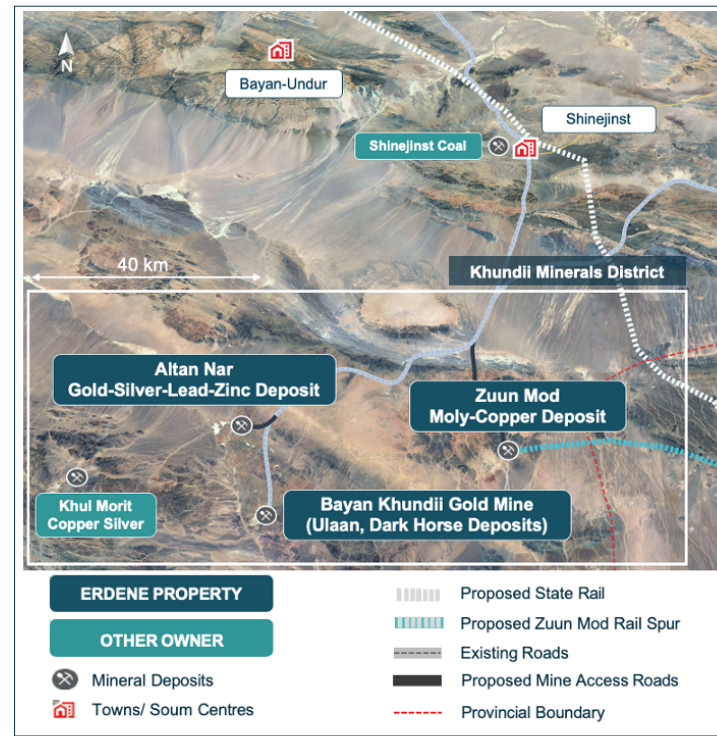 N
Bayan-Undur
Shinejinst
Shinejinst Coal
40 km
Khundii Minerals District
Altan Nar
Gold-Silver-Lead-Zinc Deposit
Zuun Mod
Moly-Copper Deposit
Khul Morit
Copper Silver
Bayan Khundii Gold Mine
(Ulaan, Dark Horse Deposits)
ERDENE PROPERTY
OTHER OWNER
Mineral Deposits
Towns/ Soum Centres
Proposed State Rail
Proposed Zuun Mod Rail Spur
Existing Roads
Proposed Mine Access Roads
Provincial Boundary